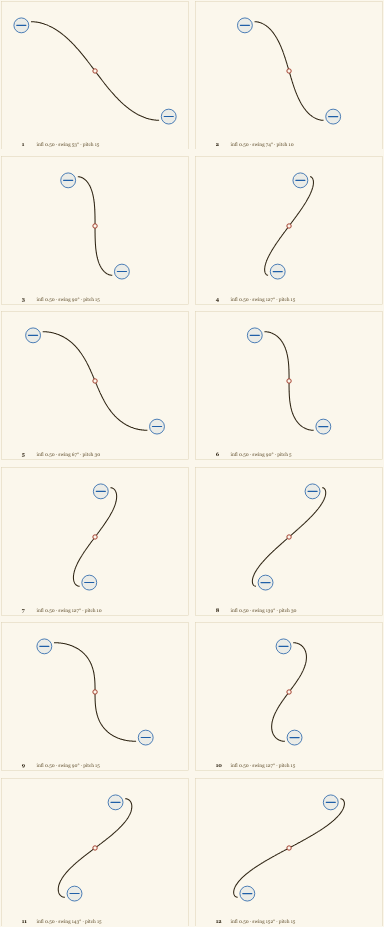 1 infl 0.50 · swing 53° · pitch 15
2 infl 0.50 · swing 74° · pitch 10
3 infl 0.50 · swing 90° · pitch 25
4 infl 0.50 · swing 127° · pitch 15
5 infl 0.50 · swing 67° · pitch 30
6 infl 0.50 · swing 90° · pitch 5
7 infl 0.50 · swing 127° · pitch 10
8 infl 0.50 · swing 139° · pitch 30
9 infl 0.50 · swing 90° · pitch 15
10 infl 0.50 · swing 127° · pitch 15
11 infl 0.50 · swing 143° · pitch 25
12 infl 0.50 · swing 152° · pitch 25